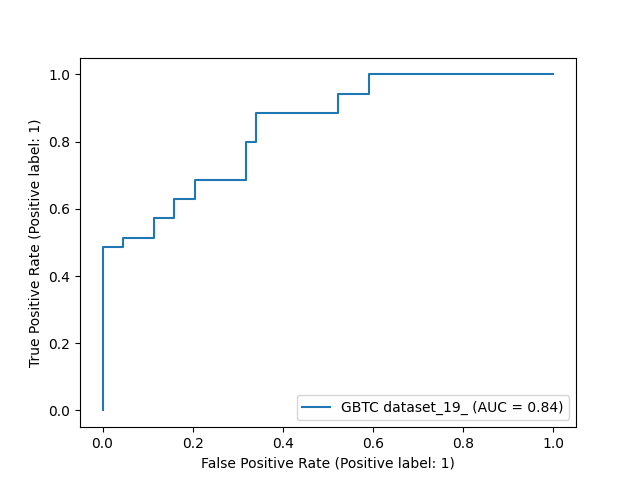 1.0
0.8
0.6
0.4
0.2
0.0
True Positive Rate (Positive label: 1)
GBTC dataset_19_ (AUC = 0.84)
0.0 0.2 0.4 0.6 0.8 1.0
False Positive Rate (Positive label: 1)